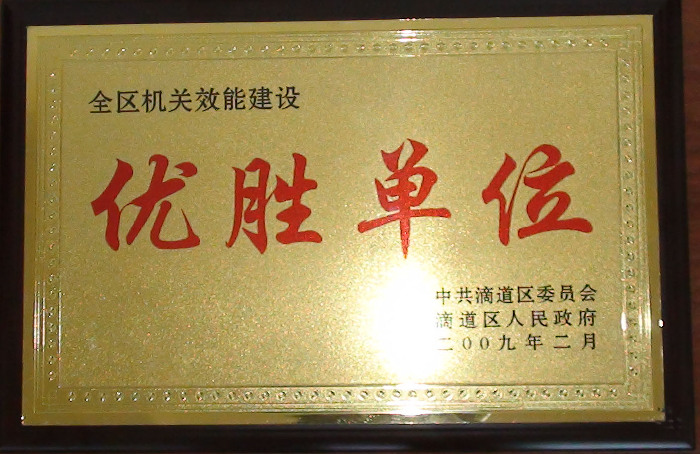 全区机关效能建设
优胜单位
中共滴道区委员会
滴道区人民政府
二00九年二月